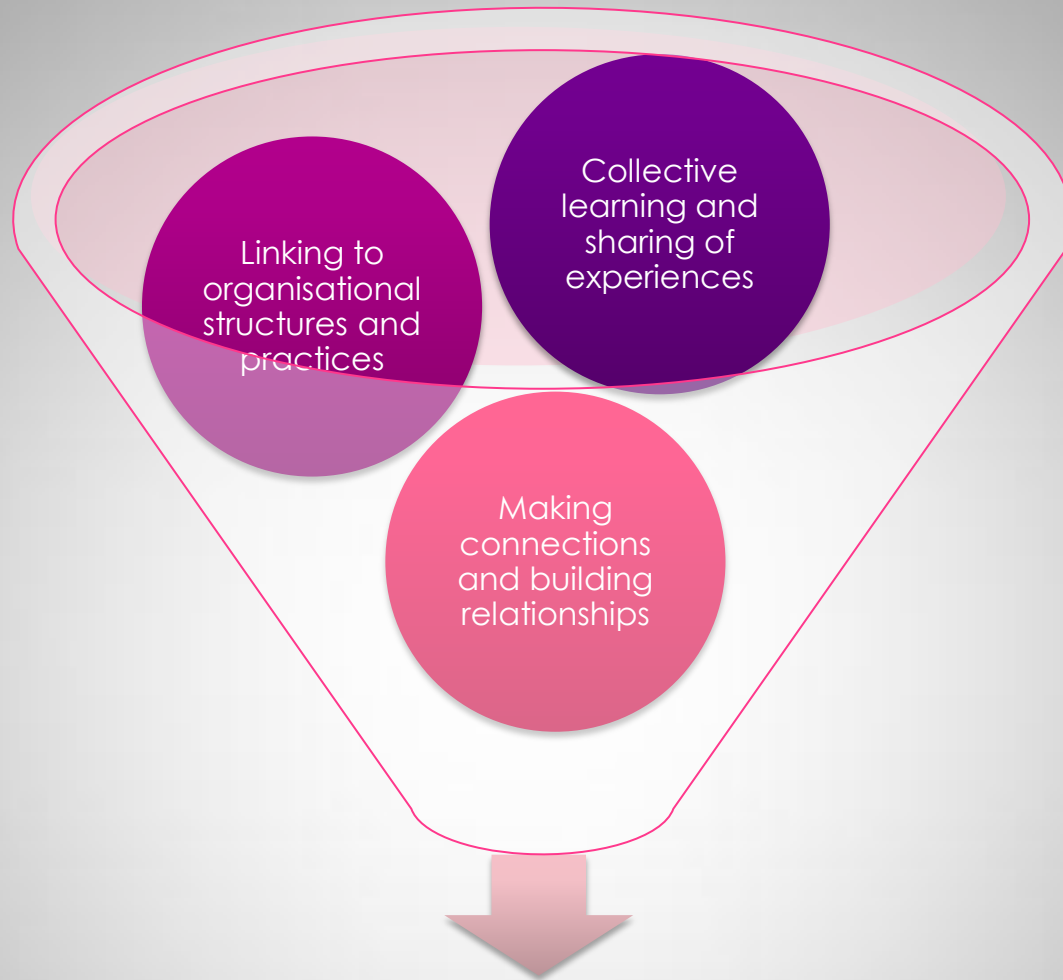 Collective
learning and
sharing of
experiences
Linking to
organisational
structures and
practices
Making
connections
and building
relationships